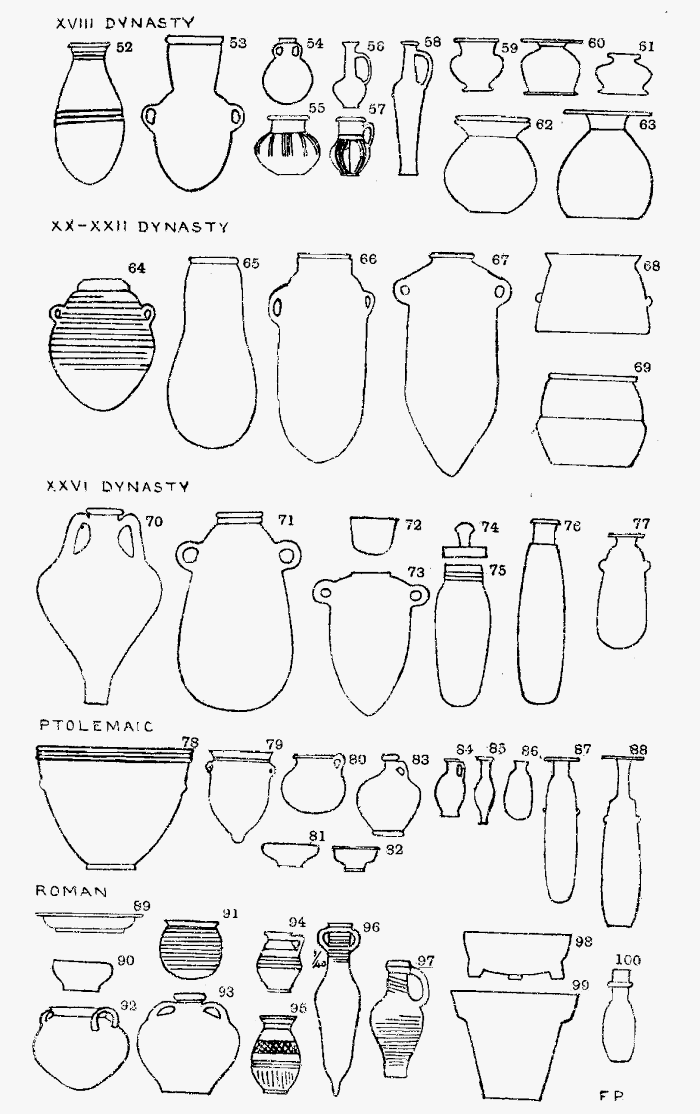 XVIII DYNASTY
52 53 54 56 58 59 60 61
55 57 62 63
XX-XXII DYNASTY
64 65 66 67 68
69
XXVI DYNASTY
70 71 72 74 76 77
73 75
PTOLEMAIC
78 79 80 83 84 85 86 87 88
81 82
ROMAN
89 91 94 96 97 98
90 92 93 95 99 100
1/40
F P.